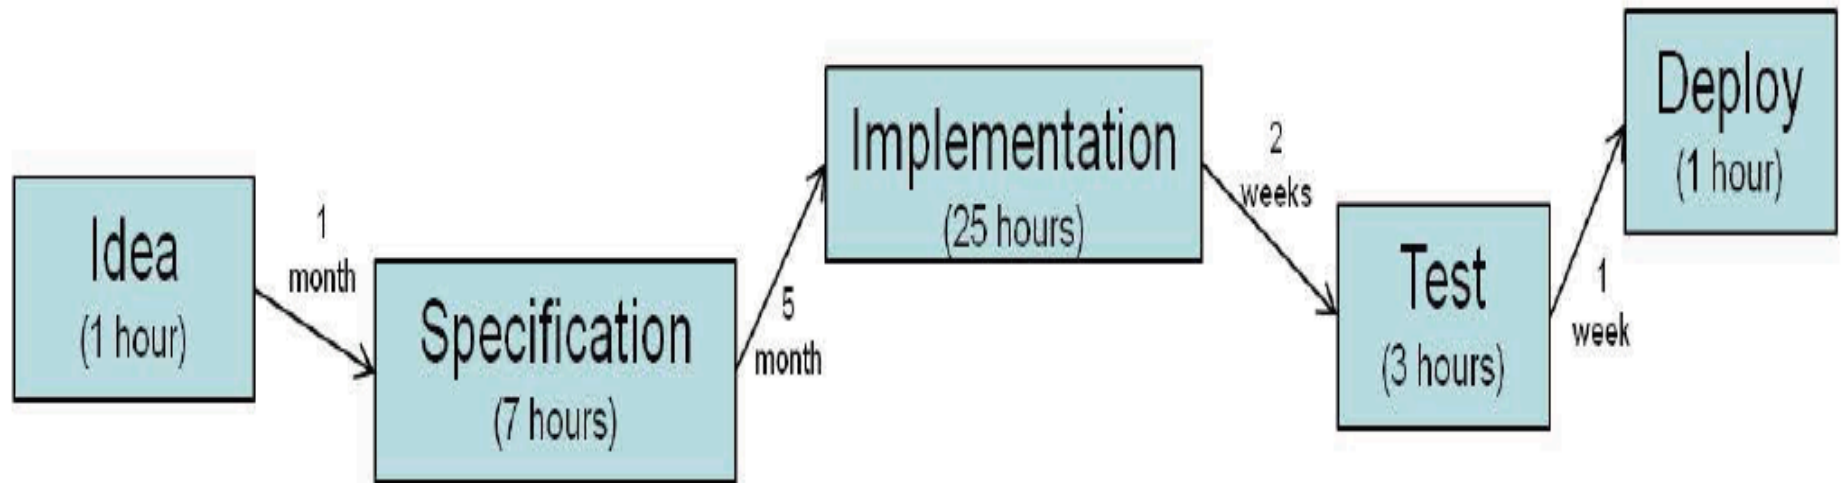 Idea
(1 hour)
1
month
Specification
(7 hours)
5
month
Implementation
(25 hours)
2
weeks
Test
(3 hours)
1
week
Deploy
(1 hour)